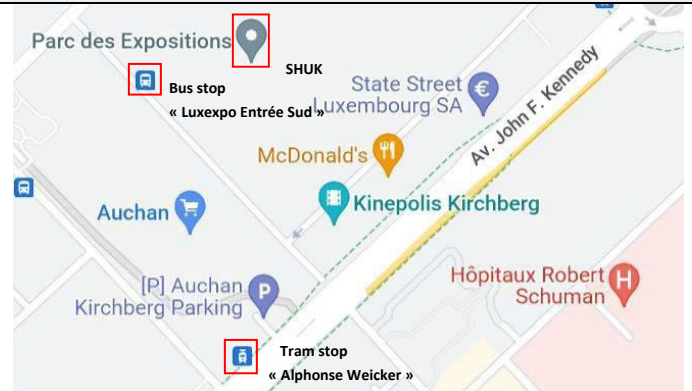 Parc des Expositions
SHUK
Bus stop
« Luxexpo Entrée Sud »
State Street
Luxembourg SA
€
Av. John F. Kennedy
McDonald's
Kinepolis Kirchberg
Auchan
[P] Auchan
Kirchberg Parking
P
Hôpitaux Robert
Schuman
H
Tram stop
« Alphonse Weicker »